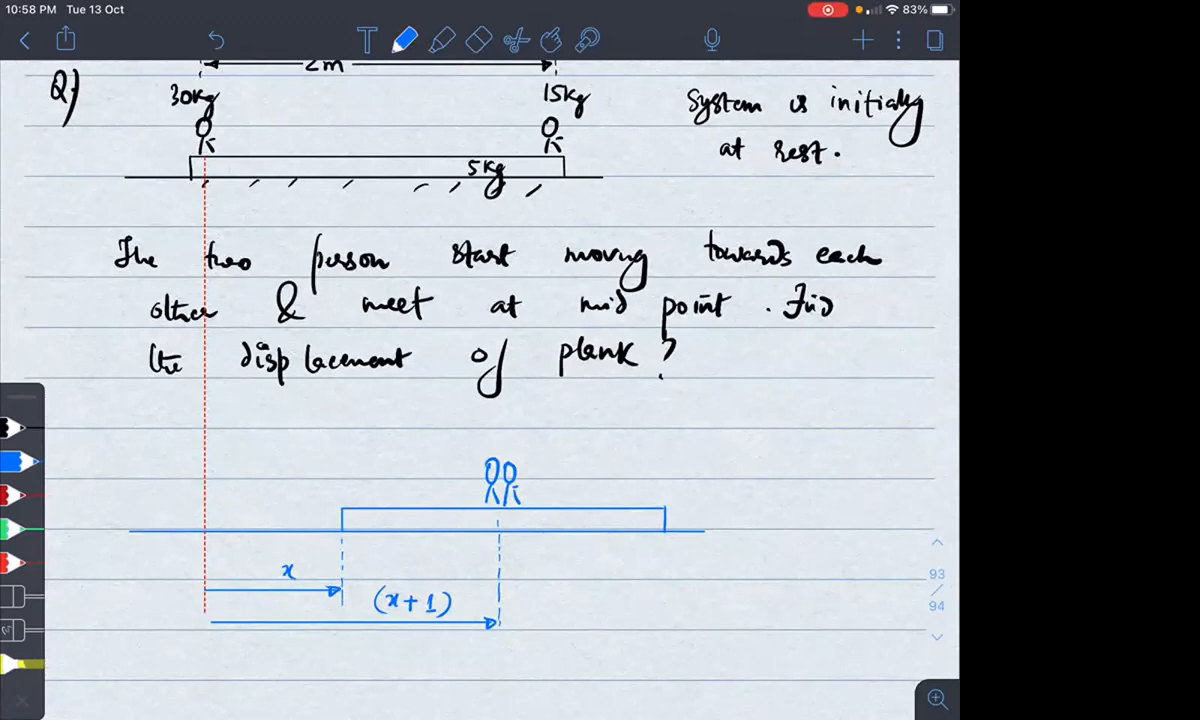 10:58 PM Tue 13 Oct
83%
2m
Q)
30kg
15kg
System is initially
at rest.
5kg
The two person start moving towards each
other & meet at mid point. Find
the displacement of plank?
x
(x+1)
93
/
94